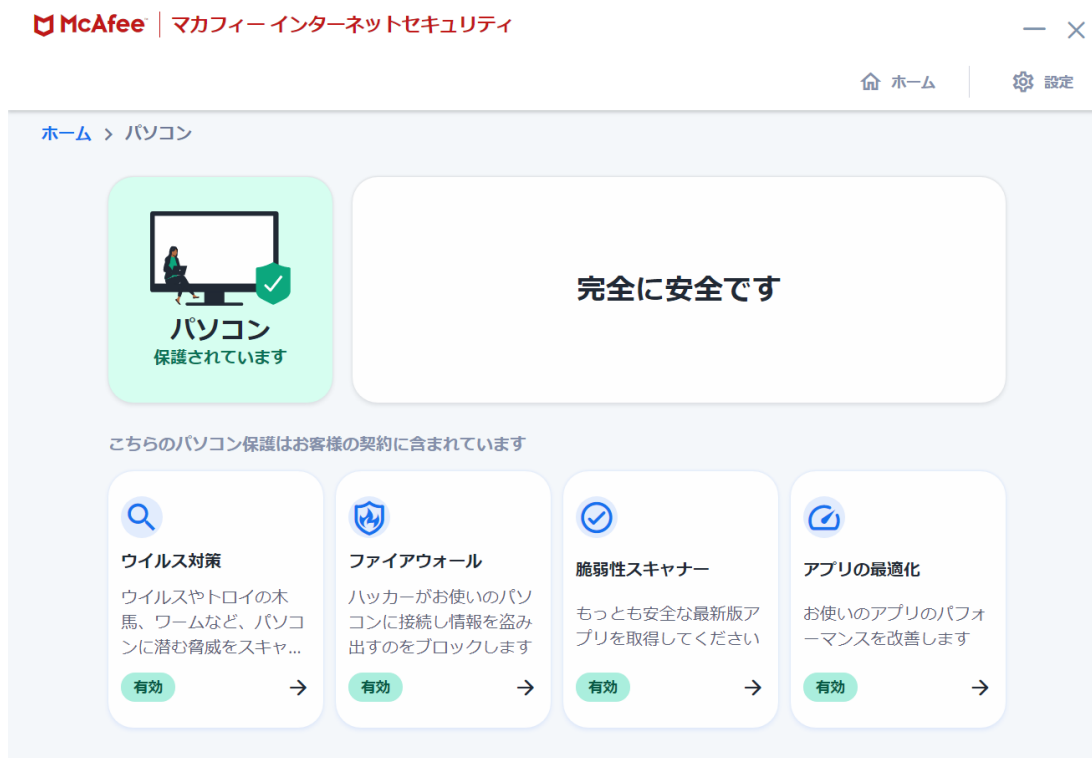 McAfee マカフィー インターネットセキュリティ
ホーム 設定
ホーム > パソコン
パソコン
保護されています
完全に安全です
こちらのパソコン保護はお客様の契約に含まれています
ウイルス対策
ウイルスやトロイの木
馬、ワームなど、パソコ
ンに潜む脅威をスキャ...
有効
ファイアウォール
ハッカーがお使いのパソ
コンに接続し情報を盗み
出すのをブロックします
有効
脆弱性スキャナー
もっとも安全な最新版ア
プリを取得してください
有効
アプリの最適化
お使いのアプリのパフォ
ーマンスを改善します
有効